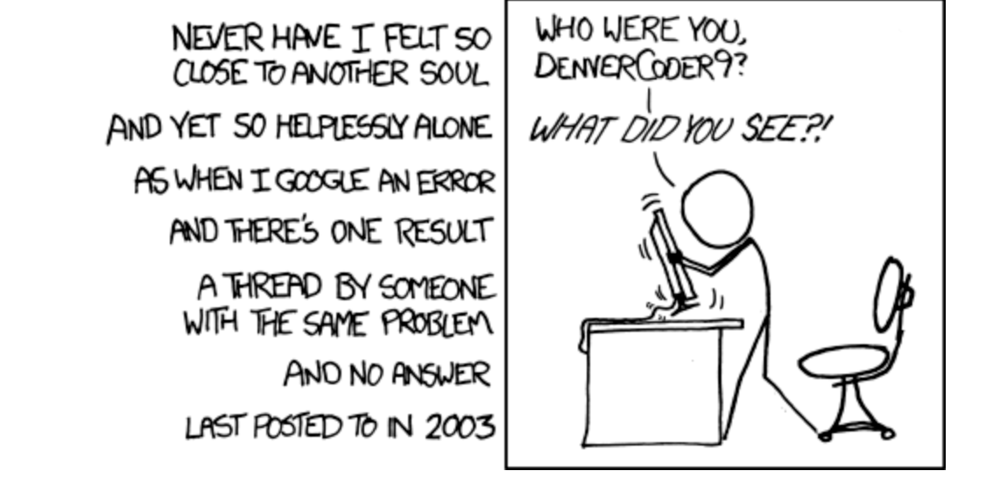 NEVER HAVE I FELT SO
CLOSE TO ANOTHER SOUL
AND YET SO HELPLESSLY ALONE
AS WHEN I GOOGLE AN ERROR
AND THERE'S ONE RESULT
A THREAD BY SOMEONE
WITH THE SAME PROBLEM
AND NO ANSWER
LAST POSTED TO IN 2003
WHO WERE YOU,
DENVERCODER9?
WHAT DID YOU SEE?!